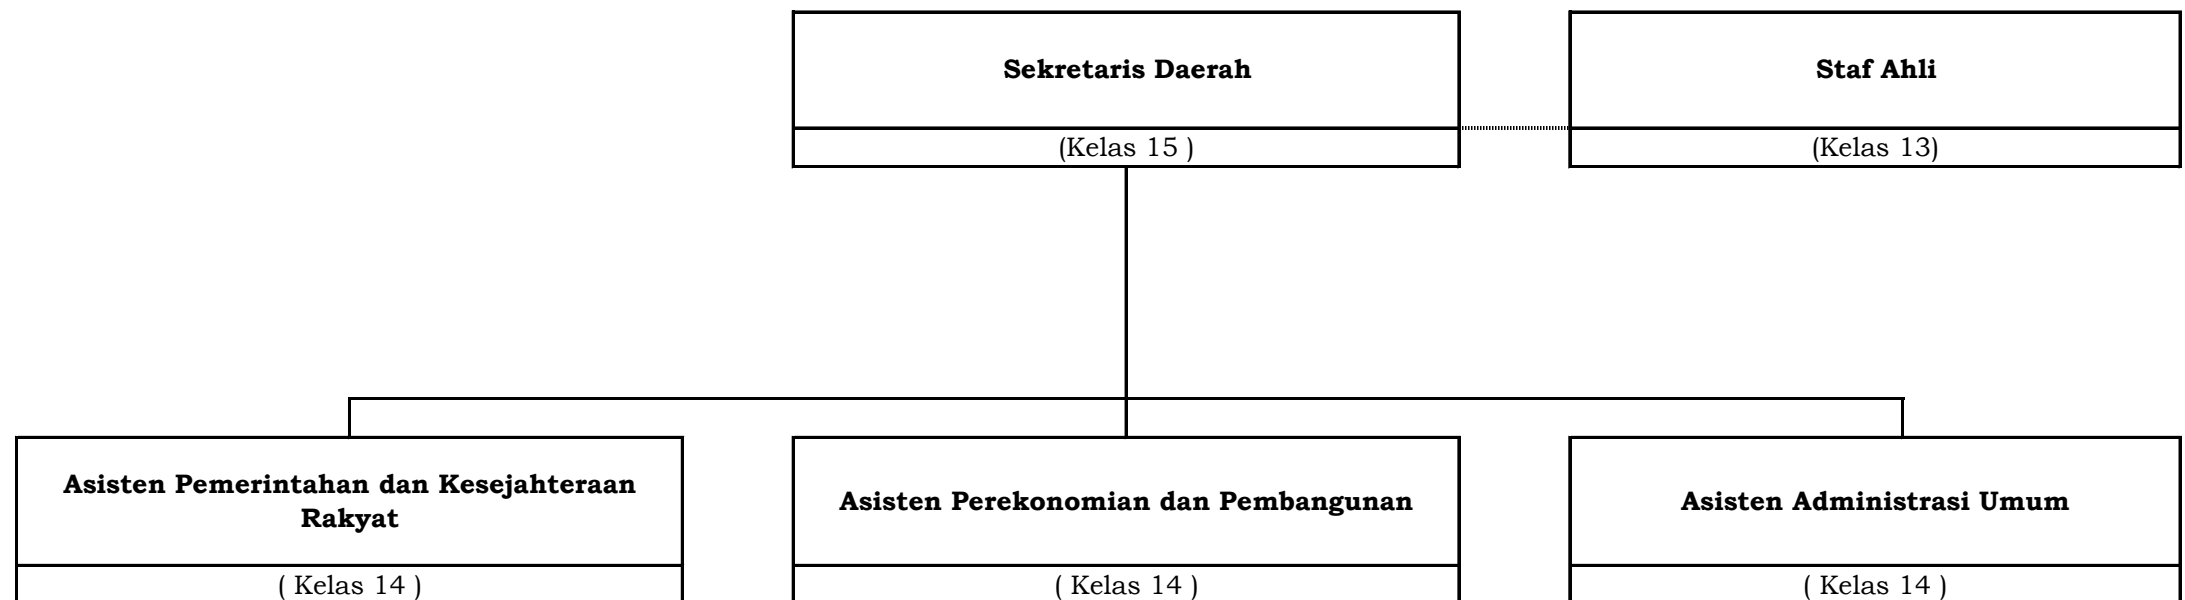 Sekretaris Daerah
Staf Ahli
(Kelas 15 )
(Kelas 13)
Asisten Pemerintahan dan Kesejahteraan
Rakyat
Asisten Perekonomian dan Pembangunan
Asisten Administrasi Umum
( Kelas 14 )
( Kelas 14 )
( Kelas 14 )